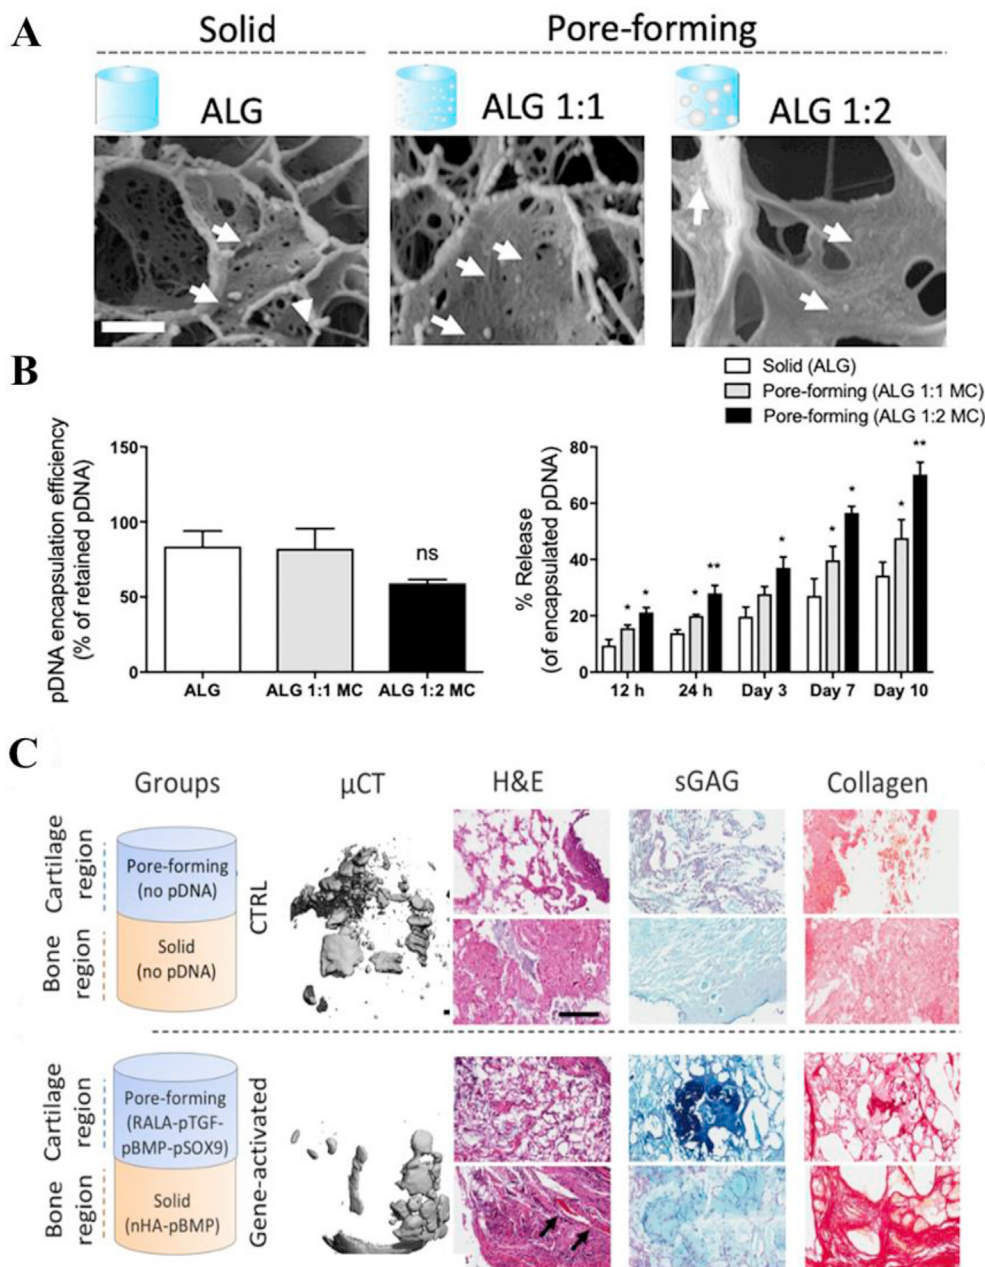 A
Solid
Pore-forming
ALG
ALG 1:1
ALG 1:2
B
Solid (ALG)
Pore-forming (ALG 1:1 MC)
Pore-forming (ALG 1:2 MC)
pDNA encapsulation efficiency
(% of retained pDNA)
150
100
50
0
ns
ALG
ALG 1:1 MC
ALG 1:2 MC
% Release
(of encapsulated pDNA)
80
60
40
20
0
* *
* **
*
* *
* **
12 h
24 h
Day 3
Day 7
Day 10
C
Groups
µCT
H&E
sGAG
Collagen
Cartilage
region
Bone
region
Pore-forming
(no pDNA)
Solid
(no pDNA)
CTRL
Cartilage
region
Bone
region
Pore-forming
(RALA-pTGF-
pBMP-pSOX9)
Solid
(nHA-pBMP)
Gene-activated